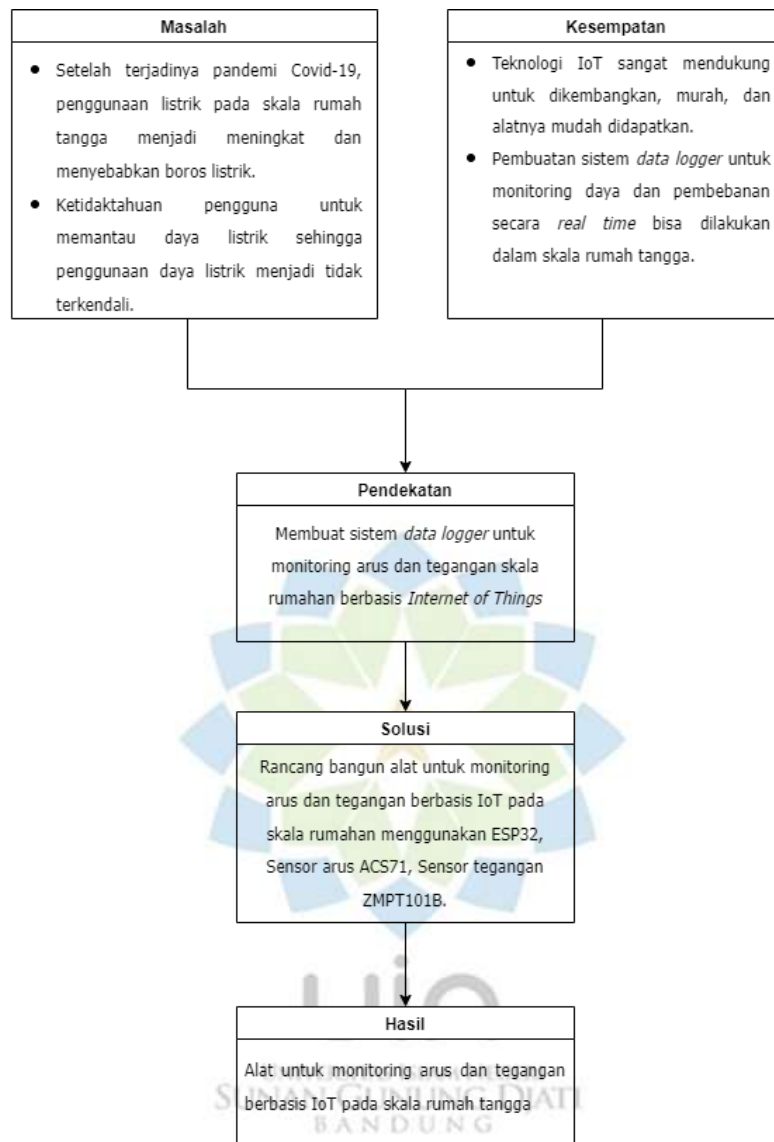 Masalah
● Setelah terjadinya pandemi Covid-19,
penggunaan listrik pada skala rumah
tangga menjadi meningkat dan
menyebabkan boros listrik.
● Ketidaktahuan pengguna untuk
memantau daya listrik sehingga
penggunaan daya listrik menjadi tidak
terkendali.
Kesempatan
● Teknologi IoT sangat mendukung
untuk dikembangkan, murah, dan
alatnya mudah didapatkan.
● Pembuatan sistem data logger untuk
monitoring daya dan pembebanan
secara real time bisa dilakukan
dalam skala rumah tangga.
Pendekatan
Membuat sistem data logger untuk
monitoring arus dan tegangan skala
rumahan berbasis Internet of Things
Solusi
Rancang bangun alat untuk monitoring
arus dan tegangan berbasis IoT pada
skala rumahan menggunakan ESP32,
Sensor arus ACS71, Sensor tegangan
ZMPT101B.
uin
Hasil
Alat untuk monitoring arus dan tegangan
berbasis IoT pada skala rumah tangga
SUNAN GUNUNG DJATI
BANDUNG